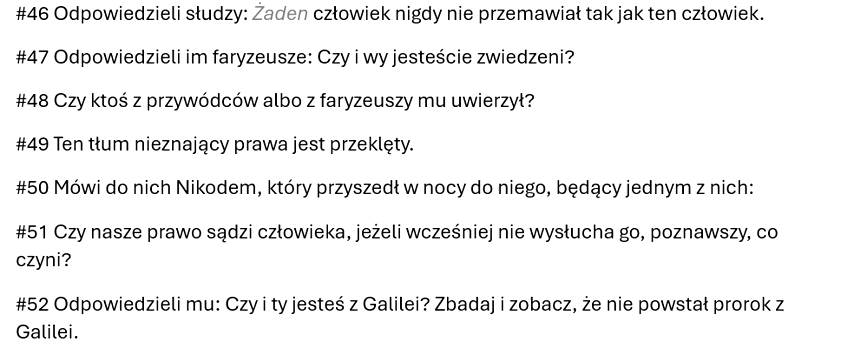 #46 Odpowiedzieli słudzy: Żaden człowiek nigdy nie przemawiał tak jak ten człowiek.
#47 Odpowiedzieli im faryzeusze: Czy i wy jesteście zwiedzeni?
#48 Czy ktoś z przywódców albo z faryzeuszy mu uwierzył?
#49 Ten tłum nieznający prawa jest przeklęty.
#50 Mówi do nich Nikodem, który przyszedł w nocy do niego, będący jednym z nich:
#51 Czy nasze prawo sądzi człowieka, jeżeli wcześniej nie wysłucha go, poznawszy, co
czyni?
#52 Odpowiedzieli mu: Czy i ty jesteś z Galilei? Zbadaj i zobacz, że nie powstał prorok z
Galilei.